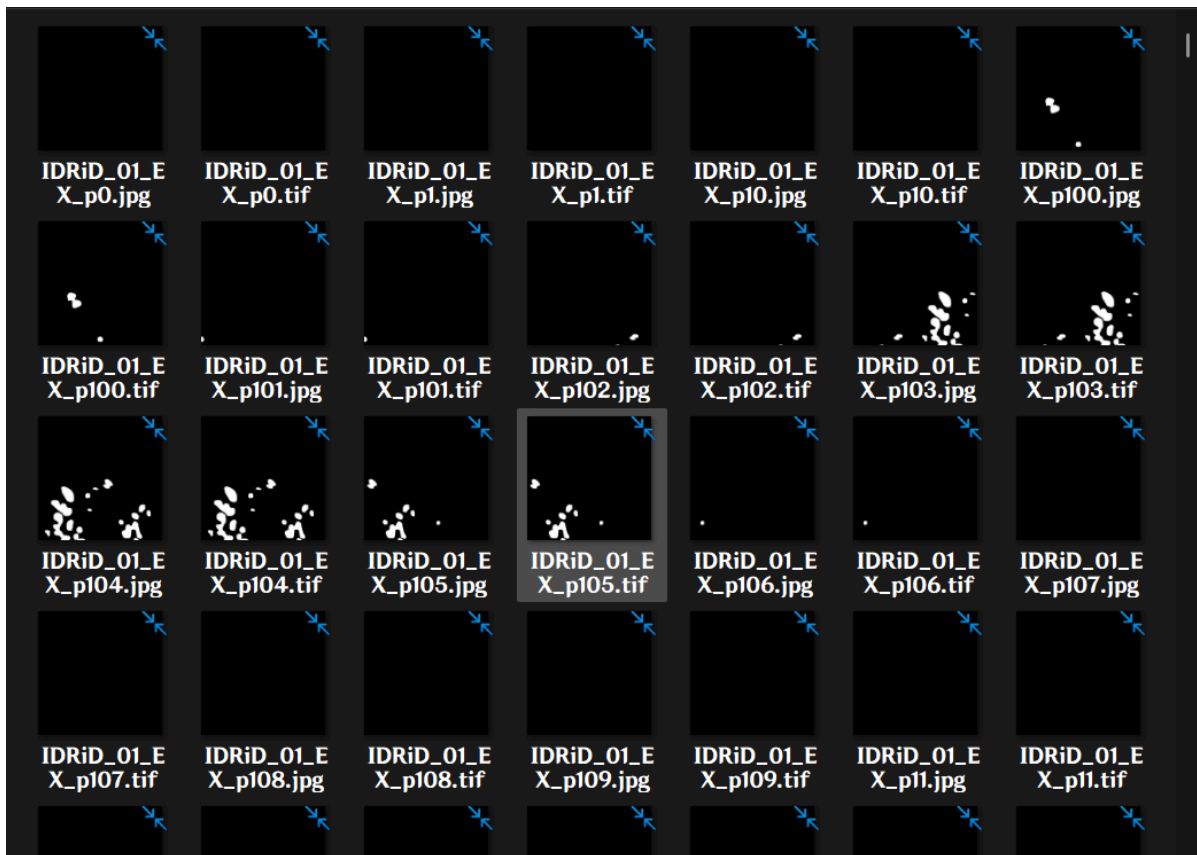 IDRiD_01_E
X_p0.jpg
IDRiD_01_E
X_p0.tif
IDRiD_01_E
X_p1.jpg
IDRiD_01_E
X_p1.tif
IDRiD_01_E
X_p10.jpg
IDRiD_01_E
X_p10.tif
IDRiD_01_E
X_p100.jpg
IDRiD_01_E
X_p100.tif
IDRiD_01_E
X_p101.jpg
IDRiD_01_E
X_p101.tif
IDRiD_01_E
X_p102.jpg
IDRiD_01_E
X_p102.tif
IDRiD_01_E
X_p103.jpg
IDRiD_01_E
X_p103.tif
IDRiD_01_E
X_p104.jpg
IDRiD_01_E
X_p104.tif
IDRiD_01_E
X_p105.jpg
IDRiD_01_E
X_p105.tif
IDRiD_01_E
X_p106.jpg
IDRiD_01_E
X_p106.tif
IDRiD_01_E
X_p107.jpg
IDRiD_01_E
X_p107.tif
IDRiD_01_E
X_p108.jpg
IDRiD_01_E
X_p108.tif
IDRiD_01_E
X_p109.jpg
IDRiD_01_E
X_p109.tif
IDRiD_01_E
X_p11.jpg
IDRiD_01_E
X_p11.tif